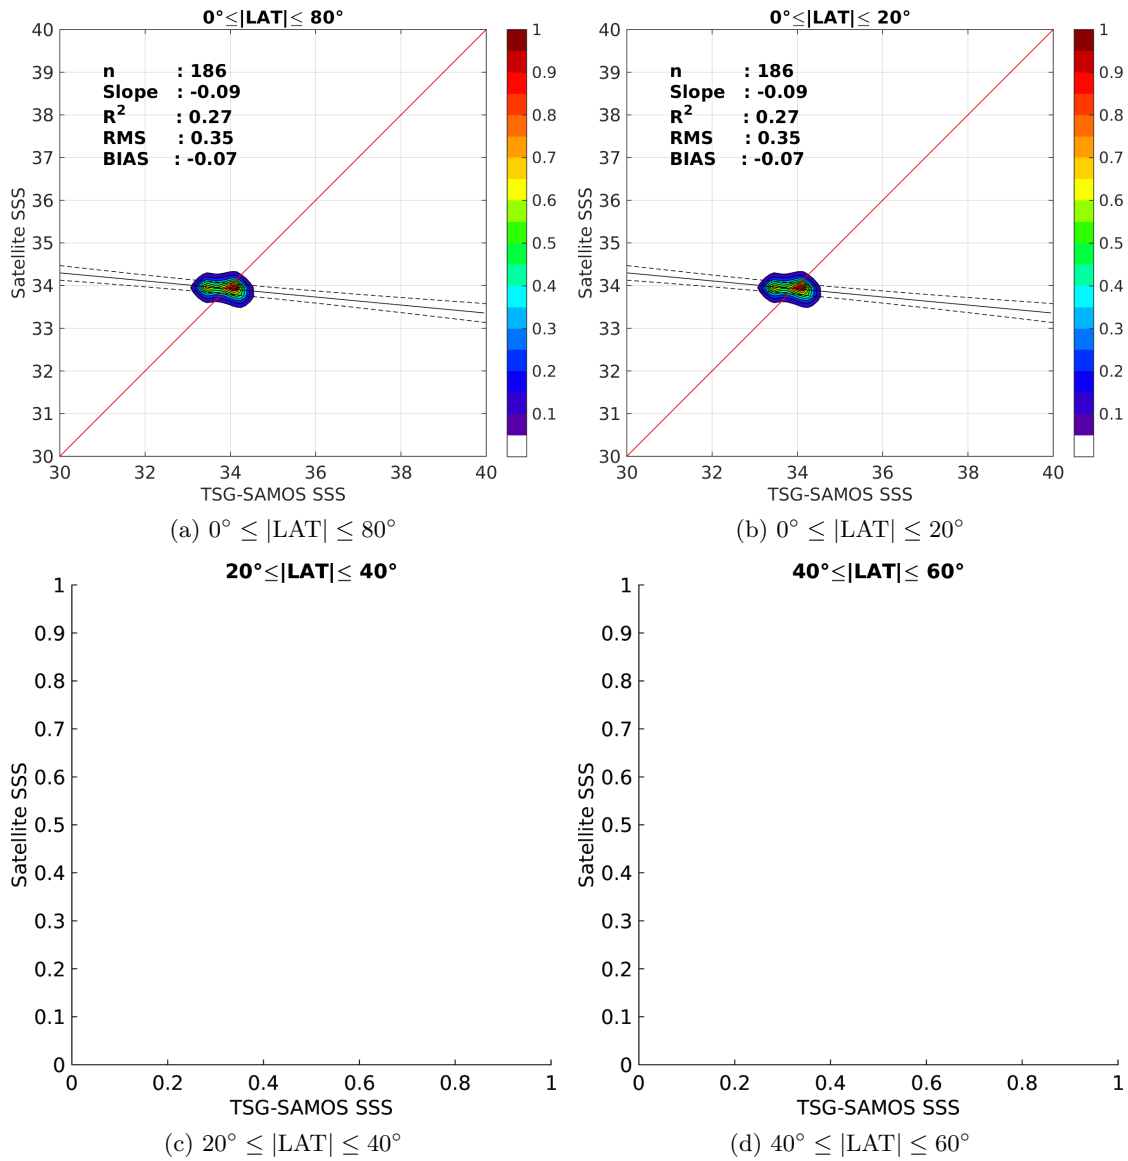 0°≤|LAT|≤ 80°
40
39
38
37
36
35
34
33
32
31
30
Satellite SSS
n : 186
Slope : -0.09
R² : 0.27
RMS : 0.35
BIAS : -0.07
30 32 34 36 38 40
TSG-SAMOS SSS
1
0.9
0.8
0.7
0.6
0.5
0.4
0.3
0.2
0.1
(a) 0° ≤ |LAT| ≤ 80°
0°≤|LAT|≤ 20°
40
39
38
37
36
35
34
33
32
31
30
Satellite SSS
n : 186
Slope : -0.09
R² : 0.27
RMS : 0.35
BIAS : -0.07
30 32 34 36 38 40
TSG-SAMOS SSS
1
0.9
0.8
0.7
0.6
0.5
0.4
0.3
0.2
0.1
(b) 0° ≤ |LAT| ≤ 20°
20°≤|LAT|≤ 40°
1
0.9
0.8
0.7
0.6
0.5
0.4
0.3
0.2
0.1
0
Satellite SSS
0 0.2 0.4 0.6 0.8 1
TSG-SAMOS SSS
(c) 20° ≤ |LAT| ≤ 40°
40°≤|LAT|≤ 60°
1
0.9
0.8
0.7
0.6
0.5
0.4
0.3
0.2
0.1
0
Satellite SSS
0 0.2 0.4 0.6 0.8 1
TSG-SAMOS SSS
(d) 40° ≤ |LAT| ≤ 60°